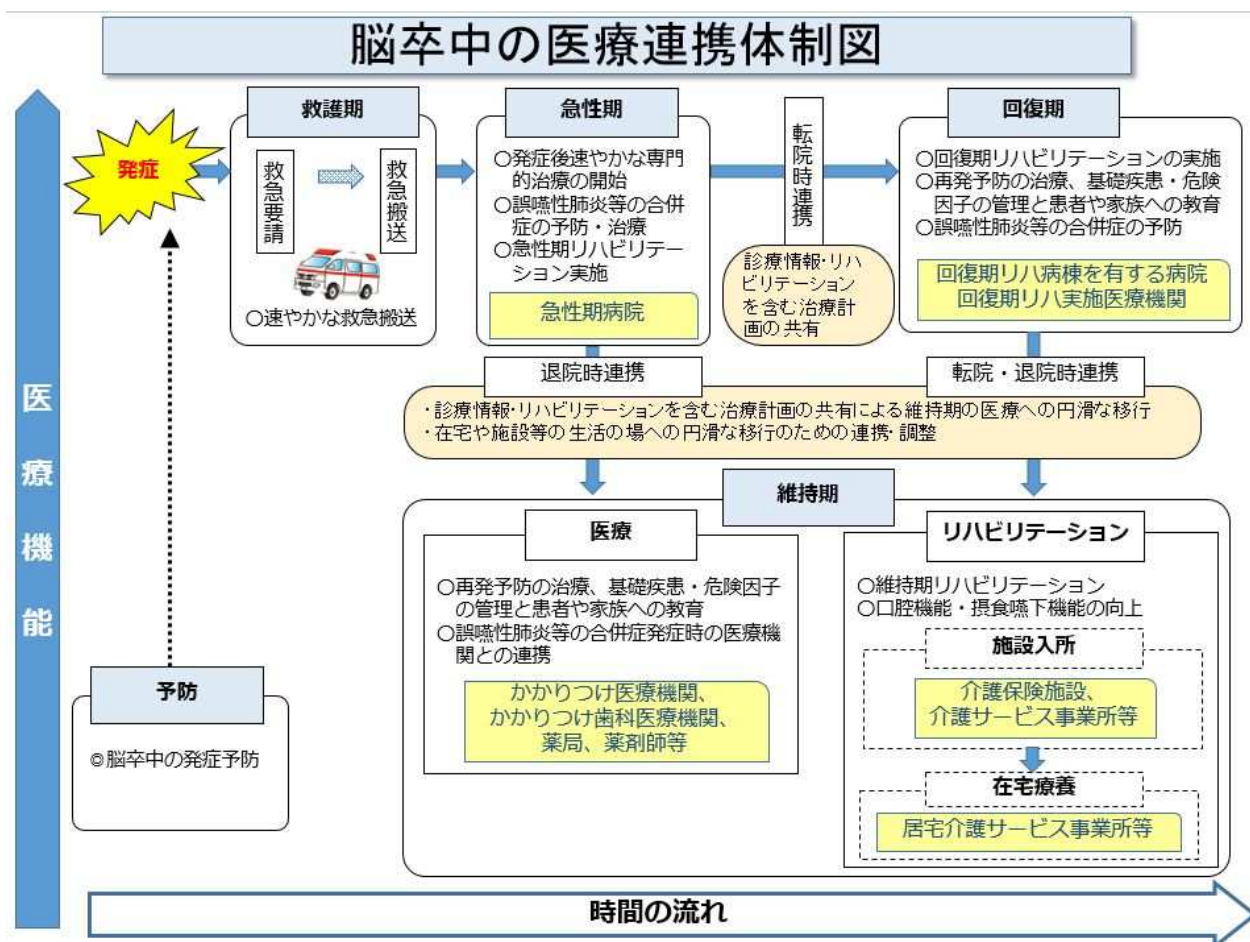 脳卒中の医療連携体制図
医療機能
発症
救護期
救急要請
救急搬送
○速やかな救急搬送
急性期
○発症後速やかな専門
的治療の開始
○誤嚥性肺炎等の合併
症の予防・治療
○急性期リハビリテー
ション実施
急性期病院
転院時連携
診療情報・リハ
ビリテーション
を含む治療計
画の共有
回復期
○回復期リハビリテーションの実施
○再発予防の治療、基礎疾患・危険
因子の管理と患者や家族への教育
○誤嚥性肺炎等の合併症の予防
回復期リハ病棟を有する病院
回復期リハ実施医療機関
退院時連携
転院・退院時連携
・診療情報・リハビリテーションを含む治療計画の共有による維持期の医療への円滑な移行
・在宅や施設等の生活の場への円滑な移行のための連携・調整
維持期
医療
○再発予防の治療、基礎疾患・危険因子
の管理と患者や家族への教育
○誤嚥性肺炎等の合併症発症時の医療機
関との連携
かかりつけ医療機関、
かかりつけ歯科医療機関、
薬局、薬剤師等
リハビリテーション
○維持期リハビリテーション
○口腔機能・摂食嚥下機能の向上
施設入所
介護保険施設、
介護サービス事業所等
在宅療養
居宅介護サービス事業所等
予防
◎脳卒中の発症予防
時間の流れ